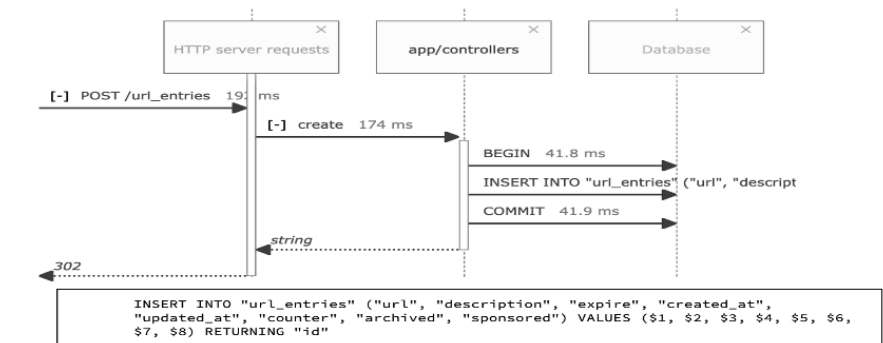 HTTP server requests
app/controllers
Database
[-] POST /url_entries ms
[-] create 174 ms
BEGIN 41.8 ms
INSERT INTO "url_entries" ("url", "descript
COMMIT 41.9 ms
string
302
INSERT INTO "url_entries" ("url", "description", "expire", "created_at",
"updated_at", "counter", "archived", "sponsored") VALUES ($1, $2, $3, $4, $5, $6,
$7, $8) RETURNING "id"